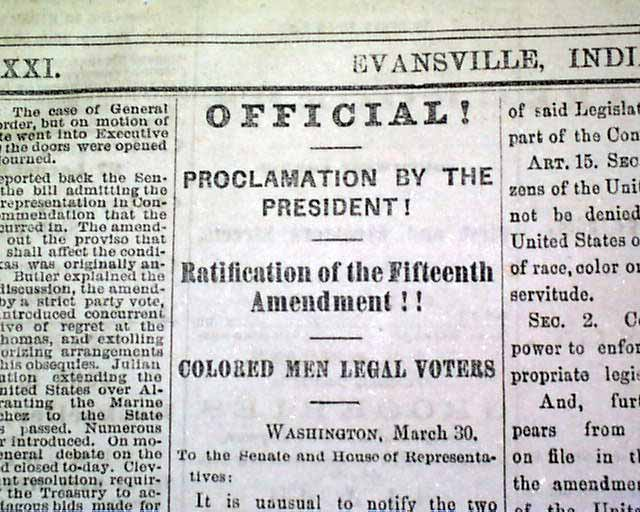 XXI.
EVANSVILLE, INDI
The case of General
order, but on motion of
te went into Executive
the doors were opened
journed.
reported back the Sen-
the bill admitting the
representation in Con-
mmendation that the
curred in. The amend-
out the proviso that
shall affect the condi-
xas was originally an-
Butler explained the
discussion, the amend-
by a strict party vote,
introduced concurrent
ive of regret at the
homas, and extolling
orizing arrangements
his obsequies. Julian
ution extending the
United States over Al-
ranting the Marine
chez to the State
s passed. Numerous
r introduced. On mo-
eneral debate on the
d closed to-day. Clev-
nt resolution, requir-
the Treasury to ac-
tagous bids made for
OFFICIAL!
PROCLAMATION BY THE
PRESIDENT!
Ratification of the Fifteenth
Amendment!!
COLORED MEN LEGAL VOTERS
WASHINGTON, March 30.
To the Senate and House of Representa-
tives:
It is unusual to notify the two
of said Legisla
part of the Con
ART. 15. SEC
zens of the Unit
not be denied
United States o
of race, color or
servitude.
SEC. 2. Co
power to enfor
propriate legis
And, furt
pears from
on file in th
the amendme
of the Unit